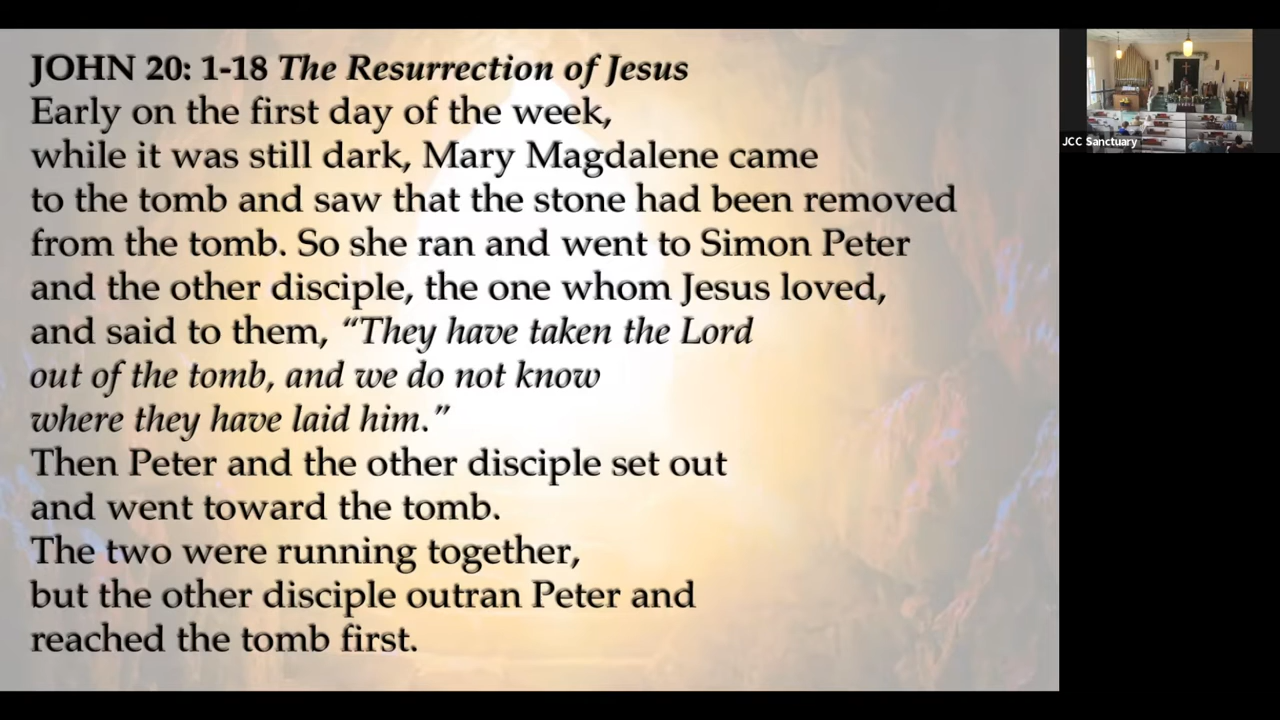 JOHN 20: 1-18 The Resurrection of Jesus
Early on the first day of the week,
while it was still dark, Mary Magdalene came
to the tomb and saw that the stone had been removed
from the tomb. So she ran and went to Simon Peter
and the other disciple, the one whom Jesus loved,
and said to them, “They have taken the Lord
out of the tomb, and we do not know
where they have laid him.”
Then Peter and the other disciple set out
and went toward the tomb.
The two were running together,
but the other disciple outran Peter and
reached the tomb first.
JCC Sanctuary